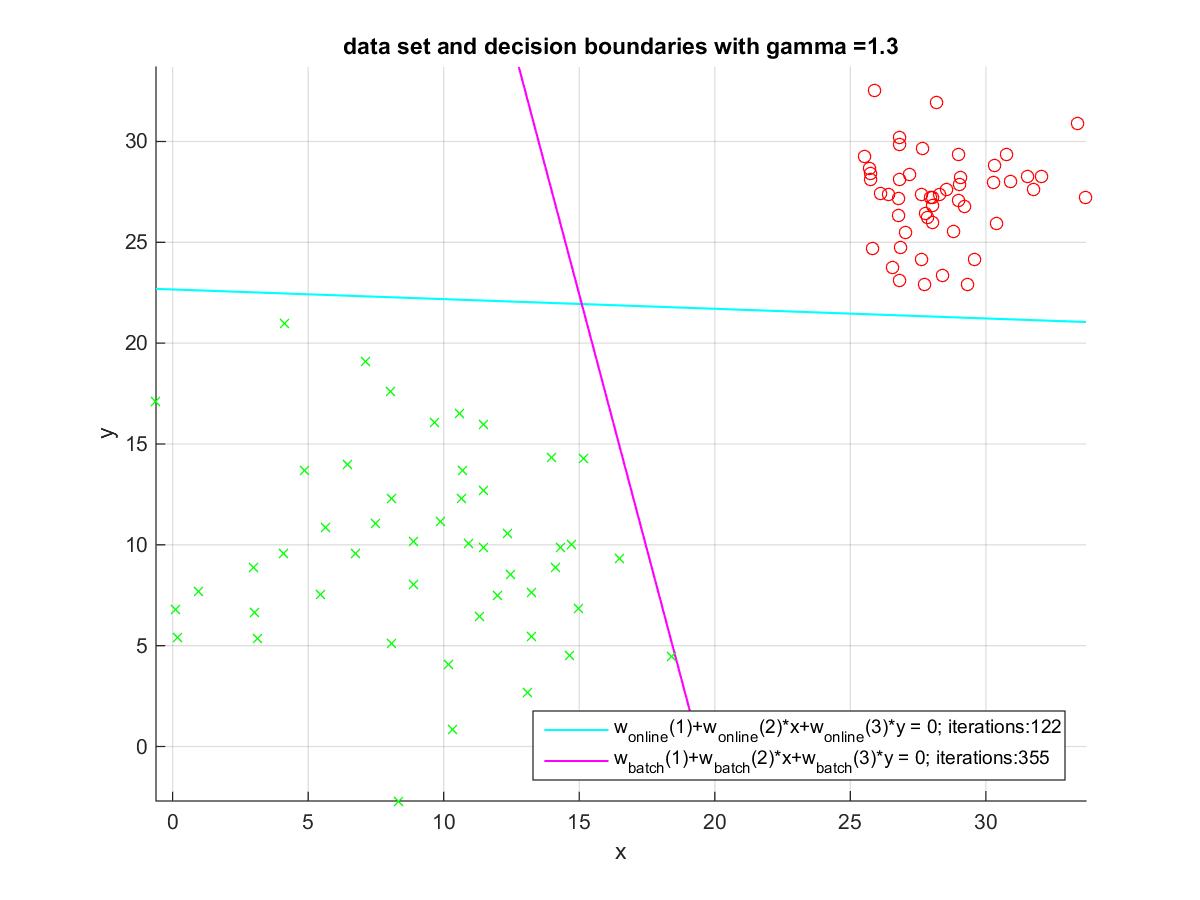 data set and decision boundaries with gamma =1.3
30
25
20
15
10
5
0
y
w_online(1)+w_online(2)*x+w_online(3)*y = 0; iterations:122
w_batch(1)+w_batch(2)*x+w_batch(3)*y = 0; iterations:355
0 5 10 15 20 25 30
x